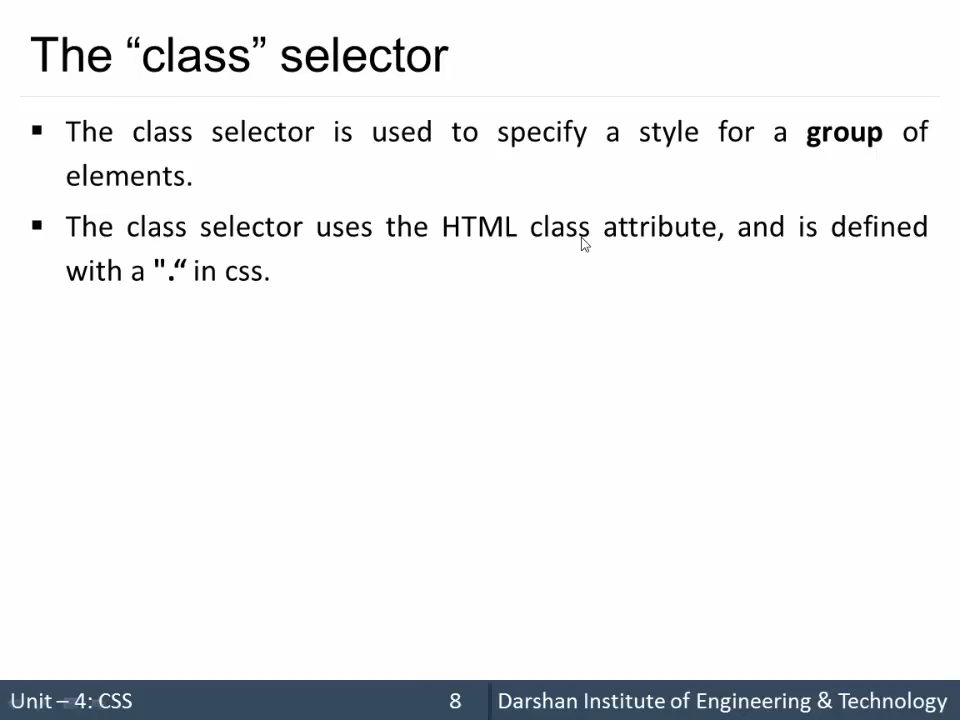 The “class” selector
▪ The class selector is used to specify a style for a group of
elements.
▪ The class selector uses the HTML class attribute, and is defined
with a ".“ in css.
Unit – 4: CSS 8 Darshan Institute of Engineering & Technology